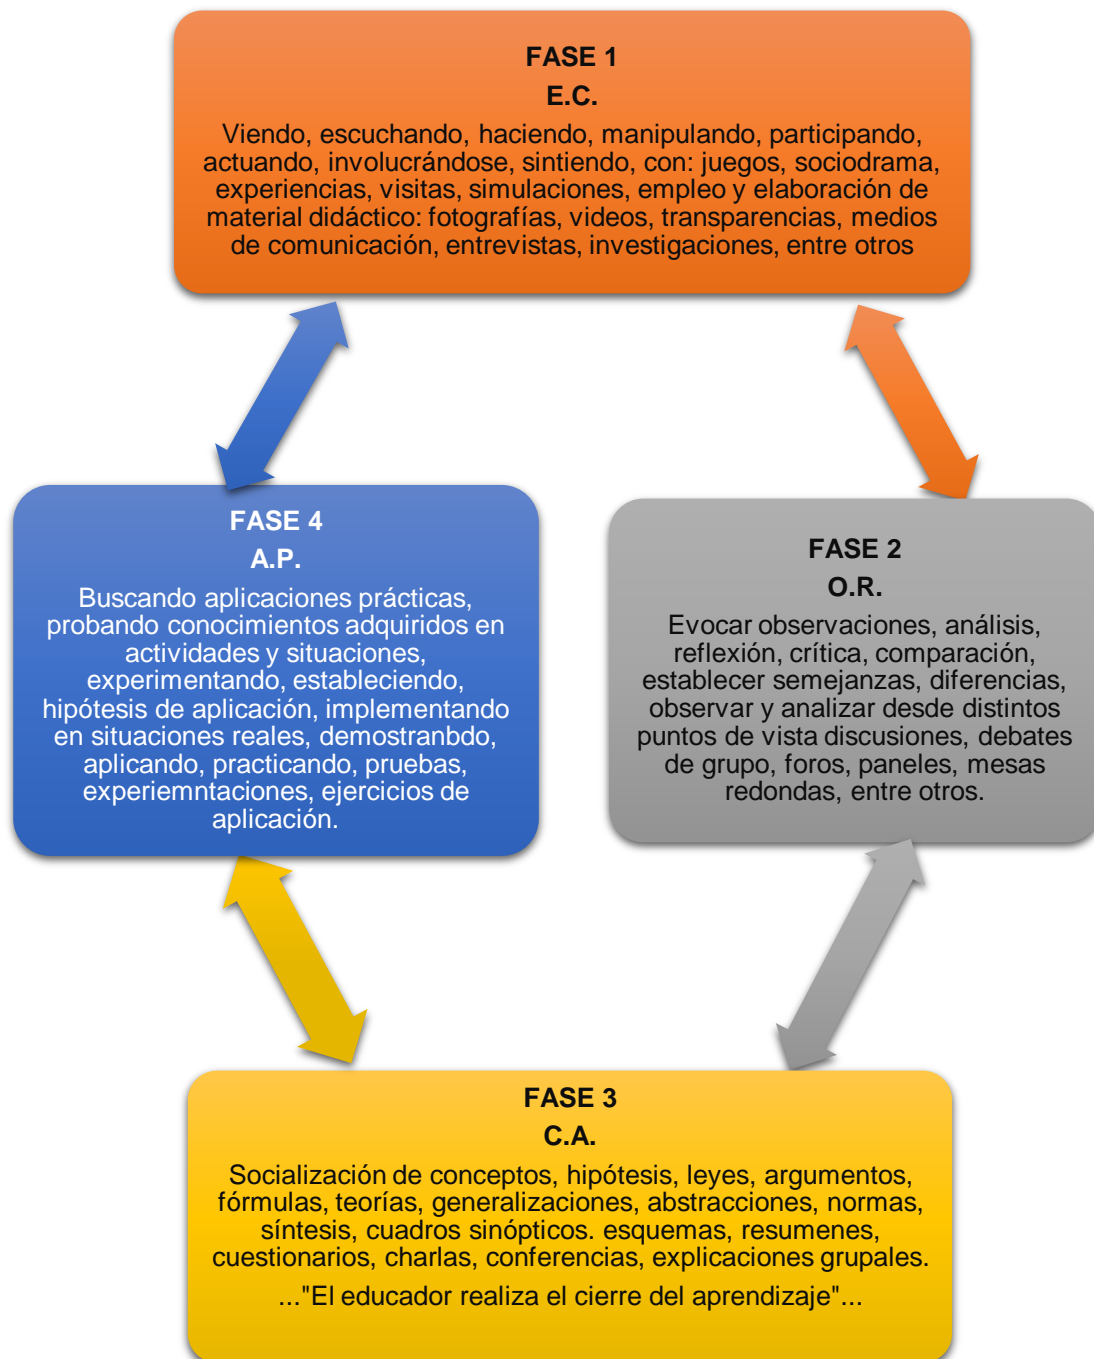 FASE 1
E.C.
Viendo, escuchando, haciendo, manipulando, participando,
actuando, involucrándose, sintiendo, con: juegos, sociodrama,
experiencias, visitas, simulaciones, empleo y elaboración de
material didáctico: fotografías, videos, transparencias, medios
de comunicación, entrevistas, investigaciones, entre otros
FASE 2
O.R.
Evocar observaciones, análisis,
reflexión, crítica, comparación,
establecer semejanzas, diferencias,
observar y analizar desde distintos
puntos de vista discusiones, debates
de grupo, foros, paneles, mesas
redondas, entre otros.
FASE 3
C.A.
Socialización de conceptos, hipótesis, leyes, argumentos,
fórmulas, teorías, generalizaciones, abstracciones, normas,
síntesis, cuadros sinópticos. esquemas, resumenes,
cuestionarios, charlas, conferencias, explicaciones grupales.
..."El educador realiza el cierre del aprendizaje"...
FASE 4
A.P.
Buscando aplicaciones prácticas,
probando conocimientos adquiridos en
actividades y situaciones,
experimentando, estableciendo,
hipótesis de aplicación, implementando
en situaciones reales, demostranbdo,
aplicando, practicando, pruebas,
experiemntaciones, ejercicios de
aplicación.